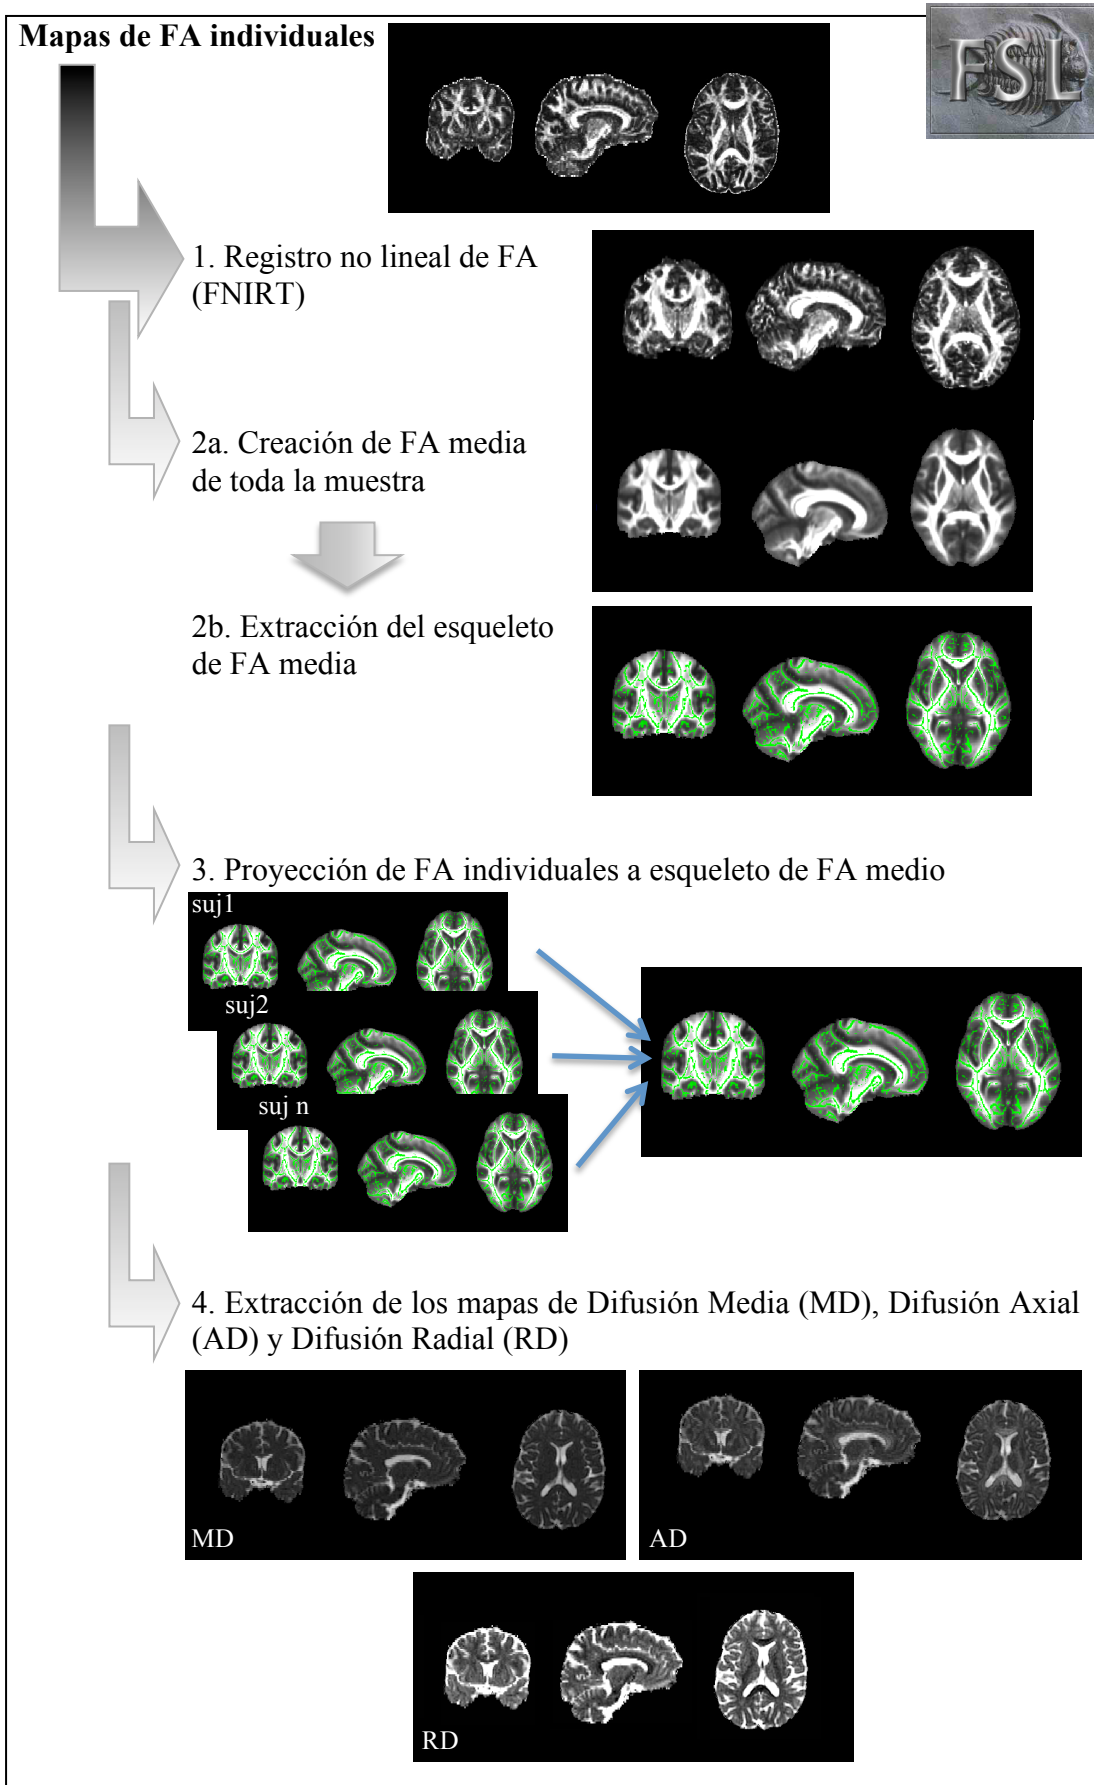 Mapas de FA individuales
FSL
1. Registro no lineal de FA
(FNIRT)
2a. Creación de FA media
de toda la muestra
2b. Extracción del esqueleto
de FA media
3. Proyección de FA individuales a esqueleto de FA medio
suj1
suj2
suj n
4. Extracción de los mapas de Difusión Media (MD), Difusión Axial
(AD) y Difusión Radial (RD)
MD
AD
RD